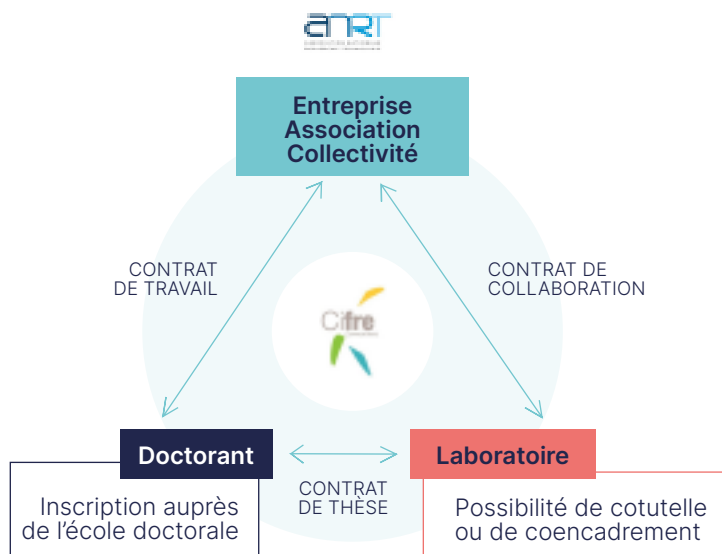 anrt
Entreprise
Association
Collectivité
CONTRAT
DE TRAVAIL
CONTRAT DE
COLLABORATION
Cifre
Doctorant
Laboratoire
CONTRAT
DE THÈSE
Inscription auprès
de l'école doctorale
Possibilité de cotutelle
ou de coencadrement